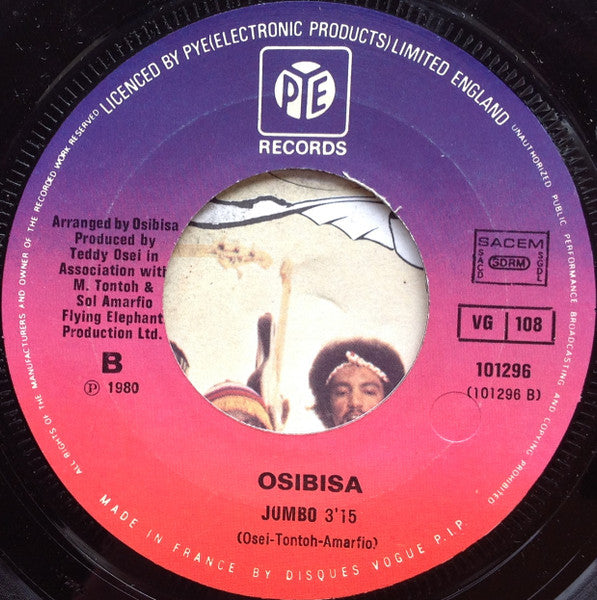 LICENCED BY PYE (ELECTRONIC PRODUCTS) LIMITED ENGLAND
UNAUTHORIZED PUBLIC PERFORMANCE BROADCASTING AND COPYING PROHIBITED
ALL RIGHTS OF THE MANUFACTURERS AND OWNER OF THE RECORDED WORK RESERVED
PYE
RECORDS
Arranged by Osibisa
Produced by
Teddy Osei in
Association with
M. Tontoh &
Sol Amarfio
Flying Elephant
Production Ltd.
B
℗ 1980
SACEM
SACD SDRM SGDL
VG 108
101296
(101296 B)
OSIBISA
JUMBO 3'15
(Osei-Tontoh-Amarfio)
MADE IN FRANCE BY DISQUES VOGUE P.I.P.